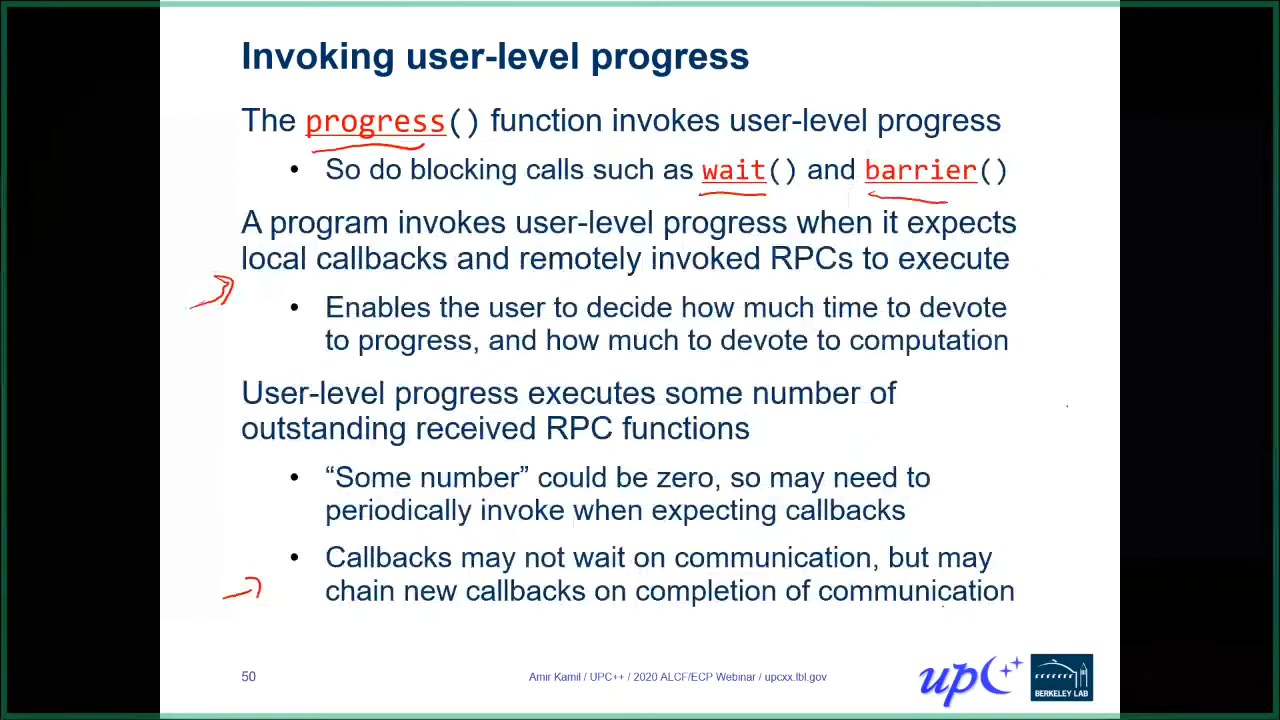 Invoking user-level progress
The progress() function invokes user-level progress
• So do blocking calls such as wait() and barrier()
A program invokes user-level progress when it expects
local callbacks and remotely invoked RPCs to execute
• Enables the user to decide how much time to devote
to progress, and how much to devote to computation
User-level progress executes some number of
outstanding received RPC functions
• “Some number” could be zero, so may need to
periodically invoke when expecting callbacks
• Callbacks may not wait on communication, but may
chain new callbacks on completion of communication
50
Amir Kamil / UPC++ / 2020 ALCF/ECP Webinar / upcxx.lbl.gov
upc++
BERKELEY LAB